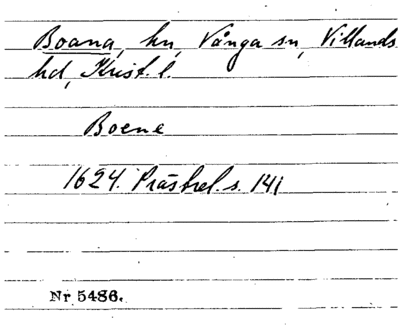 Boana, hn, Vånga sn, Villands
hd, Krist. l.
Boene
1624. Prästrel. s. 141
Nr 5486.